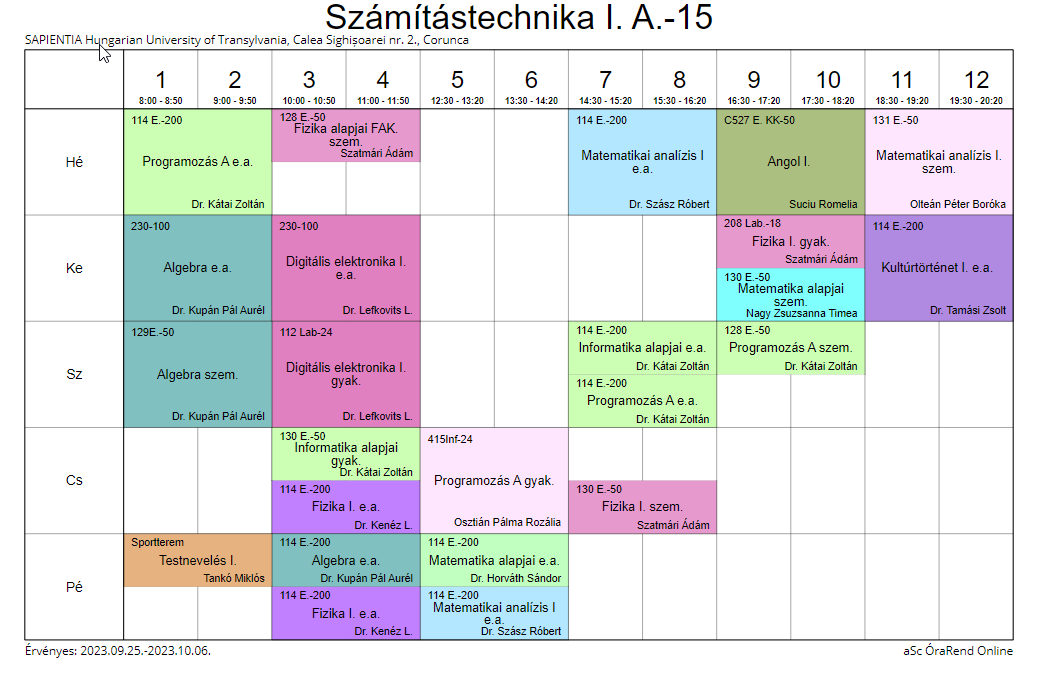 Számítástechnika I. A.-15
SAPIENTIA Hungarian University of Transylvania, Calea Sighișoarei nr. 2., Corunca
1 2 3 4 5 6 7 8 9 10 11 12
8:00 - 8:50 9:00 - 9:50 10:00 - 10:50 11:00 - 11:50 12:30 - 13:20 13:30 - 14:20 14:30 - 15:20 15:30 - 16:20 16:30 - 17:20 17:30 - 18:20 18:30 - 19:20 19:30 - 20:20
Hé
114 E.-200
Programozás A e.a.
Dr. Kátai Zoltán
128 E.-50
Fizika alapjai FAK.
szem.
Szatmári Ádám
114 E.-200
Matematikai analízis I
e.a.
Dr. Szász Róbert
C527 E. KK-50
Angol I.
Suciu Romelia
131 E.-50
Matematikai analízis I.
szem.
Olteán Péter Boróka
Ke
230-100
Algebra e.a.
Dr. Kupán Pál Aurél
230-100
Digitális elektronika I.
e.a.
Dr. Lefkovits L.
208 Lab.-18
Fizika I. gyak.
Szatmári Ádám
130 E.-50
Matematika alapjai
szem.
Nagy Zsuzsanna Timea
114 E.-200
Kultúrtörténet I. e.a.
Dr. Tamási Zsolt
Sz
129E.-50
Algebra szem.
Dr. Kupán Pál Aurél
112 Lab-24
Digitális elektronika I.
gyak.
Dr. Lefkovits L.
114 E.-200
Informatika alapjai e.a.
Dr. Kátai Zoltán
114 E.-200
Programozás A e.a.
Dr. Kátai Zoltán
128 E.-50
Programozás A szem.
Dr. Kátai Zoltán
Cs
130 E.-50
Informatika alapjai
gyak.
Dr. Kátai Zoltán
114 E.-200
Fizika I. e.a.
Dr. Kenéz L.
415Inf-24
Programozás A gyak.
Osztián Pálma Rozália
130 E.-50
Fizika I. szem.
Szatmári Ádám
Pé
Sportterem
Testnevelés I.
Tankó Miklós
114 E.-200
Algebra e.a.
Dr. Kupán Pál Aurél
114 E.-200
Fizika I. e.a.
Dr. Kenéz L.
114 E.-200
Matematika alapjai e.a.
Dr. Horváth Sándor
114 E.-200
Matematikai analízis I
e.a.
Dr. Szász Róbert
Érvényes: 2023.09.25.-2023.10.06.
aSc ÓraRend Online